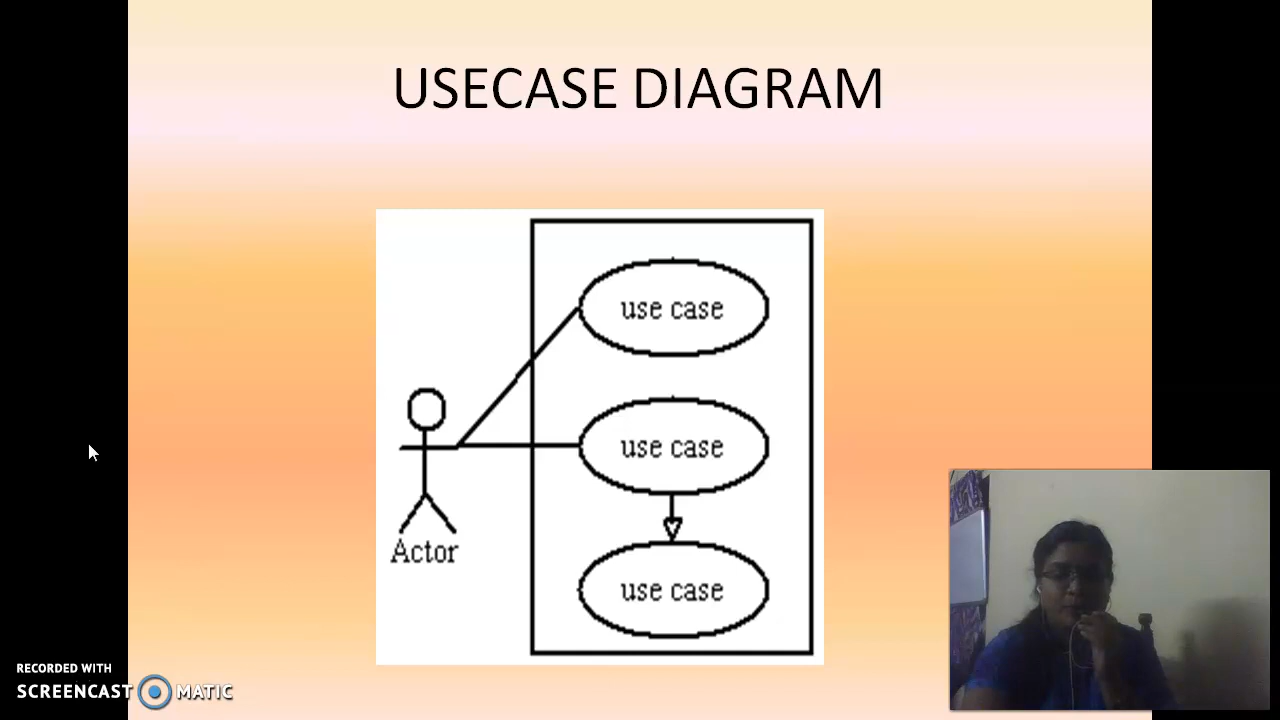 USECASE DIAGRAM
use case
use case
Actor
use case
RECORDED WITH
SCREENCAST MATIC